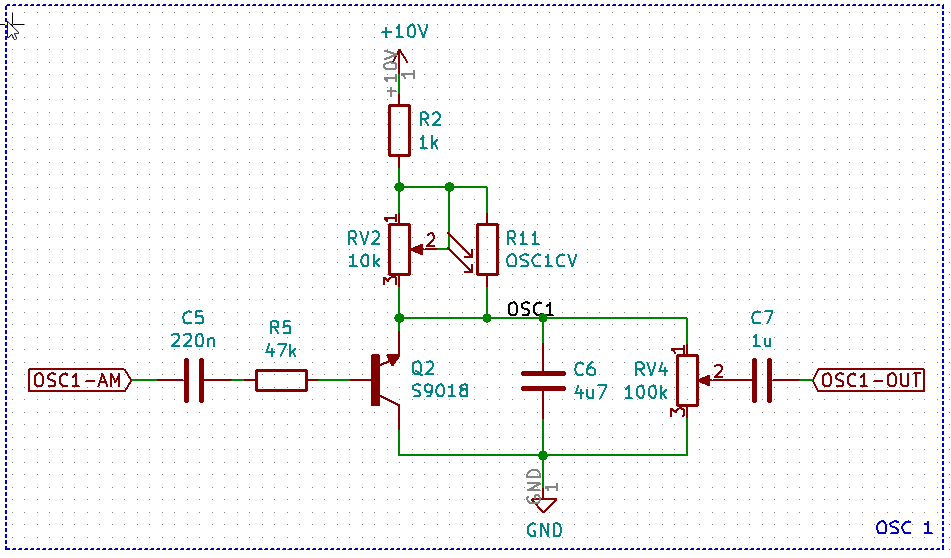 +10V
+10V
1
R2
1k
1
RV2
10k
2
3
R11
OSC1CV
OSC1
C5
220n
R5
47k
OSC1-AM
Q2
S9018
C6
4u7
1
RV4
100k
2
3
C7
1u
OSC1-OUT
GND
1
GND
OSC 1